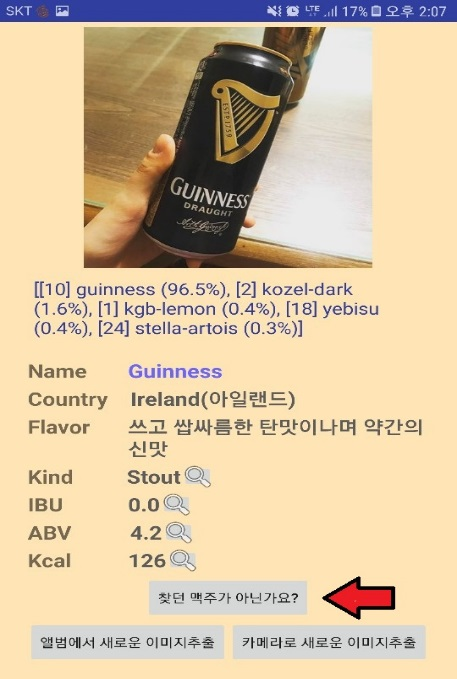 SKT LTE 17% 오후 2:07
ESTD 1759
GUINNESS
DRAUGHT
[[10] guinness (96.5%), [2] kozel-dark
(1.6%), [1] kgb-lemon (0.4%), [18] yebisu
(0.4%), [24] stella-artois (0.3%)]
Name Guinness
Country Ireland(아일랜드)
Flavor 쓰고 쌉싸름한 탄맛이나며 약간의
신맛
Kind Stout
IBU 0.0
ABV 4.2
Kcal 126
찾던 맥주가 아닌가요?
앨범에서 새로운 이미지추출 카메라로 새로운 이미지추출